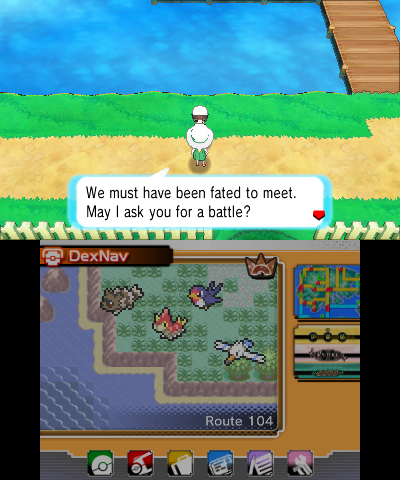 We must have been fated to meet.
May I ask you for a battle?
DexNav
Route 104